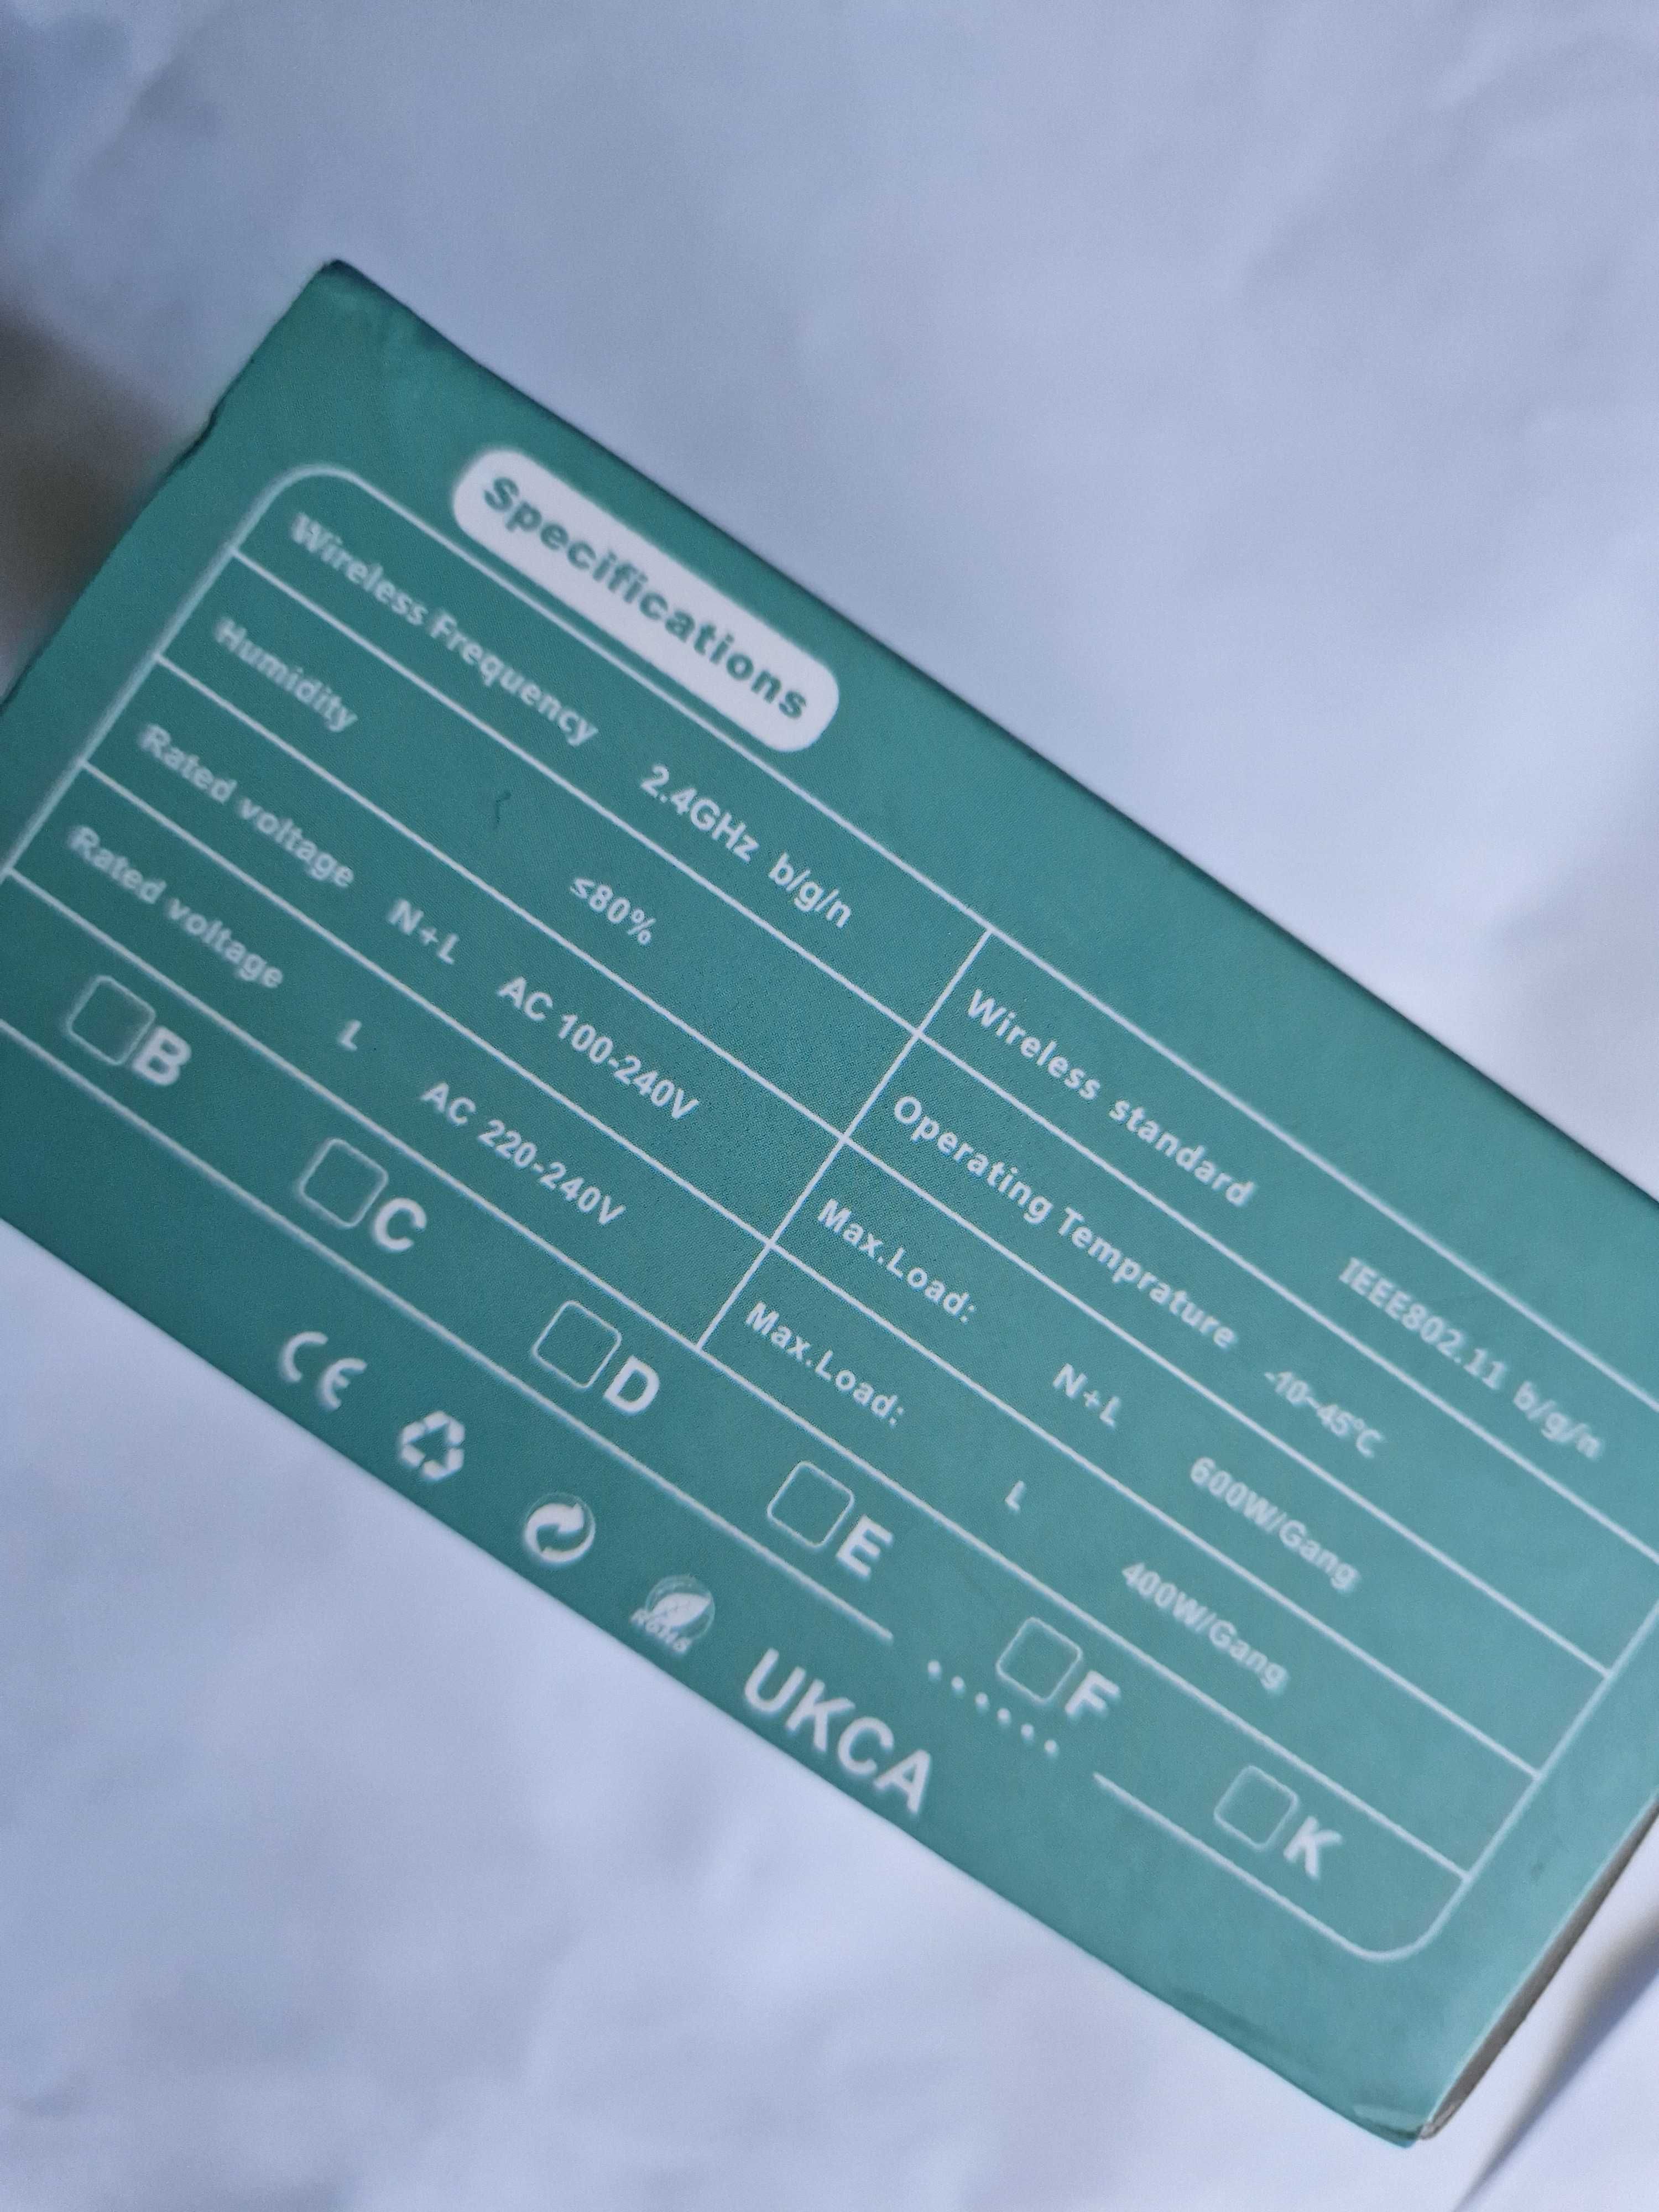 Specifications
Wireless Frequency 2.4GHz b/g/n Wireless standard IEEE802.11 b/g/n
Humidity ≤80% Operating Temprature -10~45℃
Rated voltage N+L AC 100-240V Max.Load: N+L 600W/Gang
Rated voltage L AC 220-240V Max.Load: L 400W/Gang
B C D E F K
......
CE RoHS UKCA